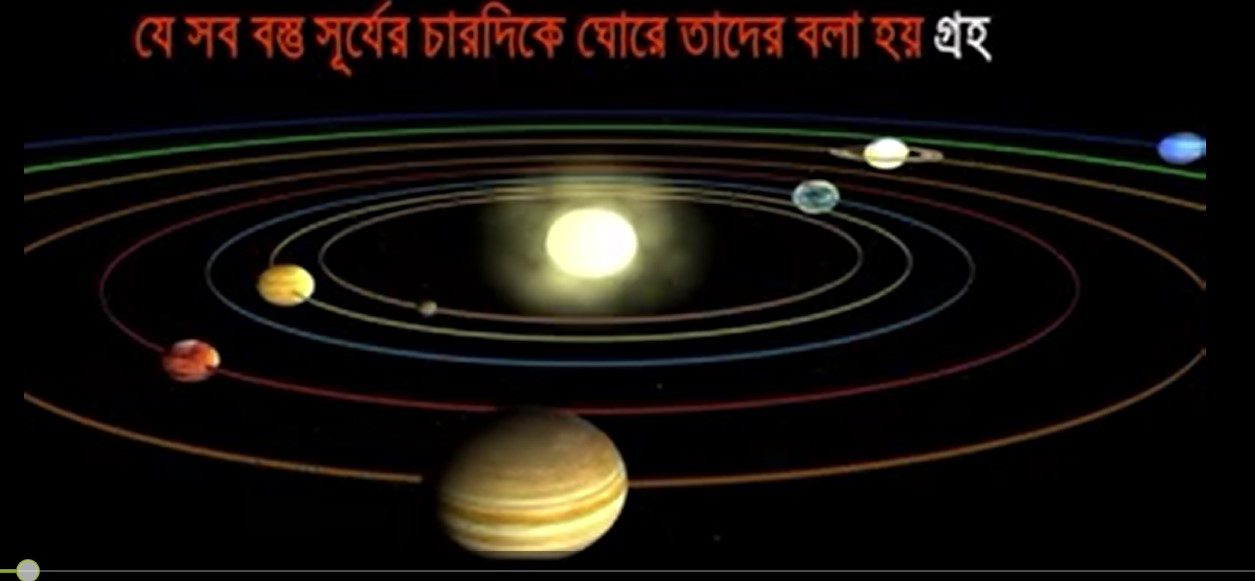 যে সব বস্তু সূর্যের চারদিকে ঘোরে তাদের বলা হয় গ্রহ